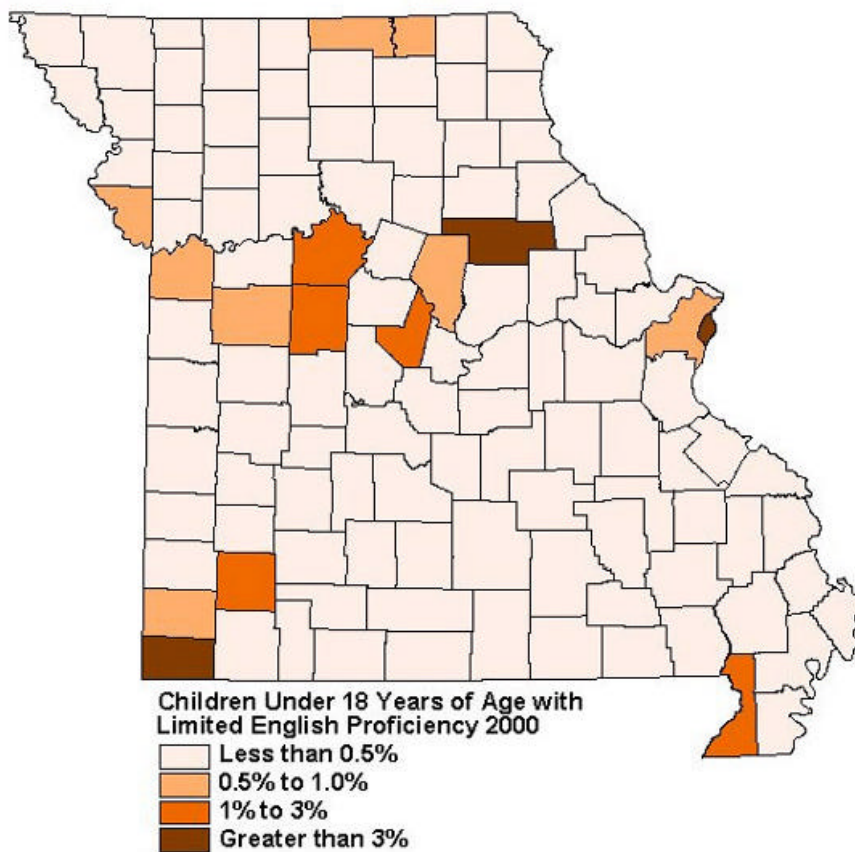 Children Under 18 Years of Age with
Limited English Proficiency 2000
Less than 0.5%
0.5% to 1.0%
1% to 3%
Greater than 3%